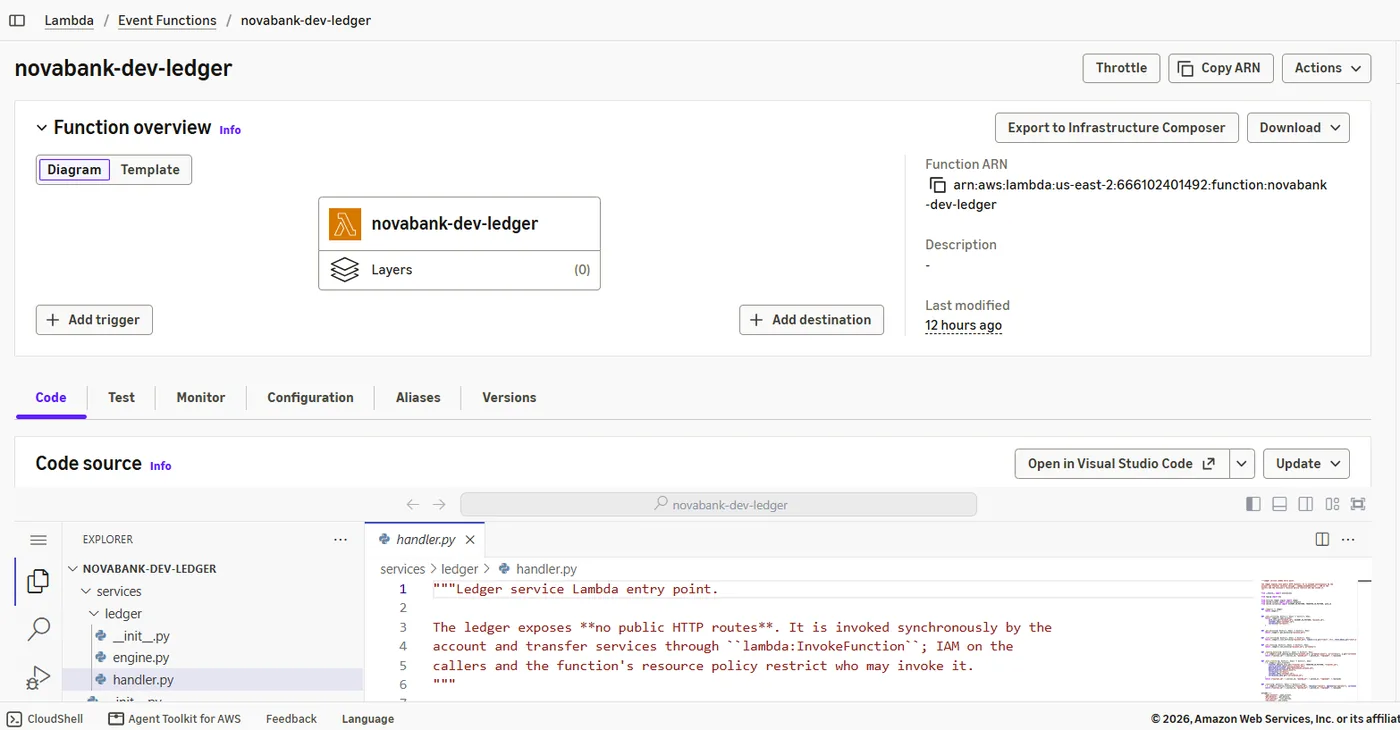 Lambda / Event Functions / novabank-dev-ledger
novabank-dev-ledger
Throttle
Copy ARN
Actions
Function overview Info
Export to Infrastructure Composer
Download
Diagram
Template
novabank-dev-ledger
Layers (0)
Add trigger
Add destination
Function ARN
arn:aws:lambda:us-east-2:666102401492:function:novabank
-dev-ledger
Description
-
Last modified
12 hours ago
Code
Test
Monitor
Configuration
Aliases
Versions
Code source Info
Open in Visual Studio Code
Update
novabank-dev-ledger
EXPLORER
NOVABANK-DEV-LEDGER
services
ledger
__init__.py
engine.py
handler.py
__init__.py
handler.py
services > ledger > handler.py
1 """Ledger service Lambda entry point.
2
3 The ledger exposes **no public HTTP routes**. It is invoked synchronously by the
4 account and transfer services through ``lambda:InvokeFunction``; IAM on the
5 callers and the function's resource policy restrict who may invoke it.
6 """
CloudShell
Agent Toolkit for AWS
Feedback
Language
© 2026, Amazon Web Services, Inc. or its affiliat